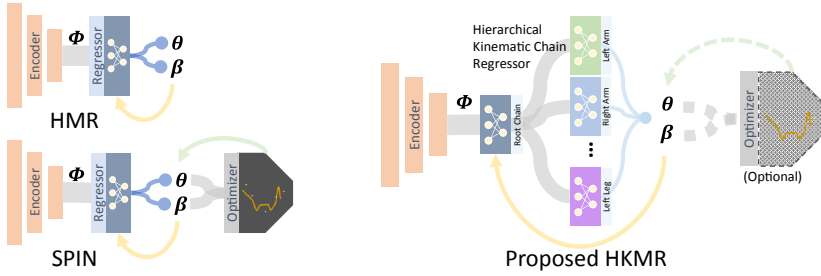 Encoder
Φ
Regressor
θ
β
HMR
Encoder
Φ
Regressor
θ
β
Optimizer
SPIN
Hierarchical
Kinematic Chain
Regressor
Encoder
Φ
Root Chain
Left Arm
Right Arm
...
Left Leg
θ
β
Optimizer
(Optional)
Proposed HKMR